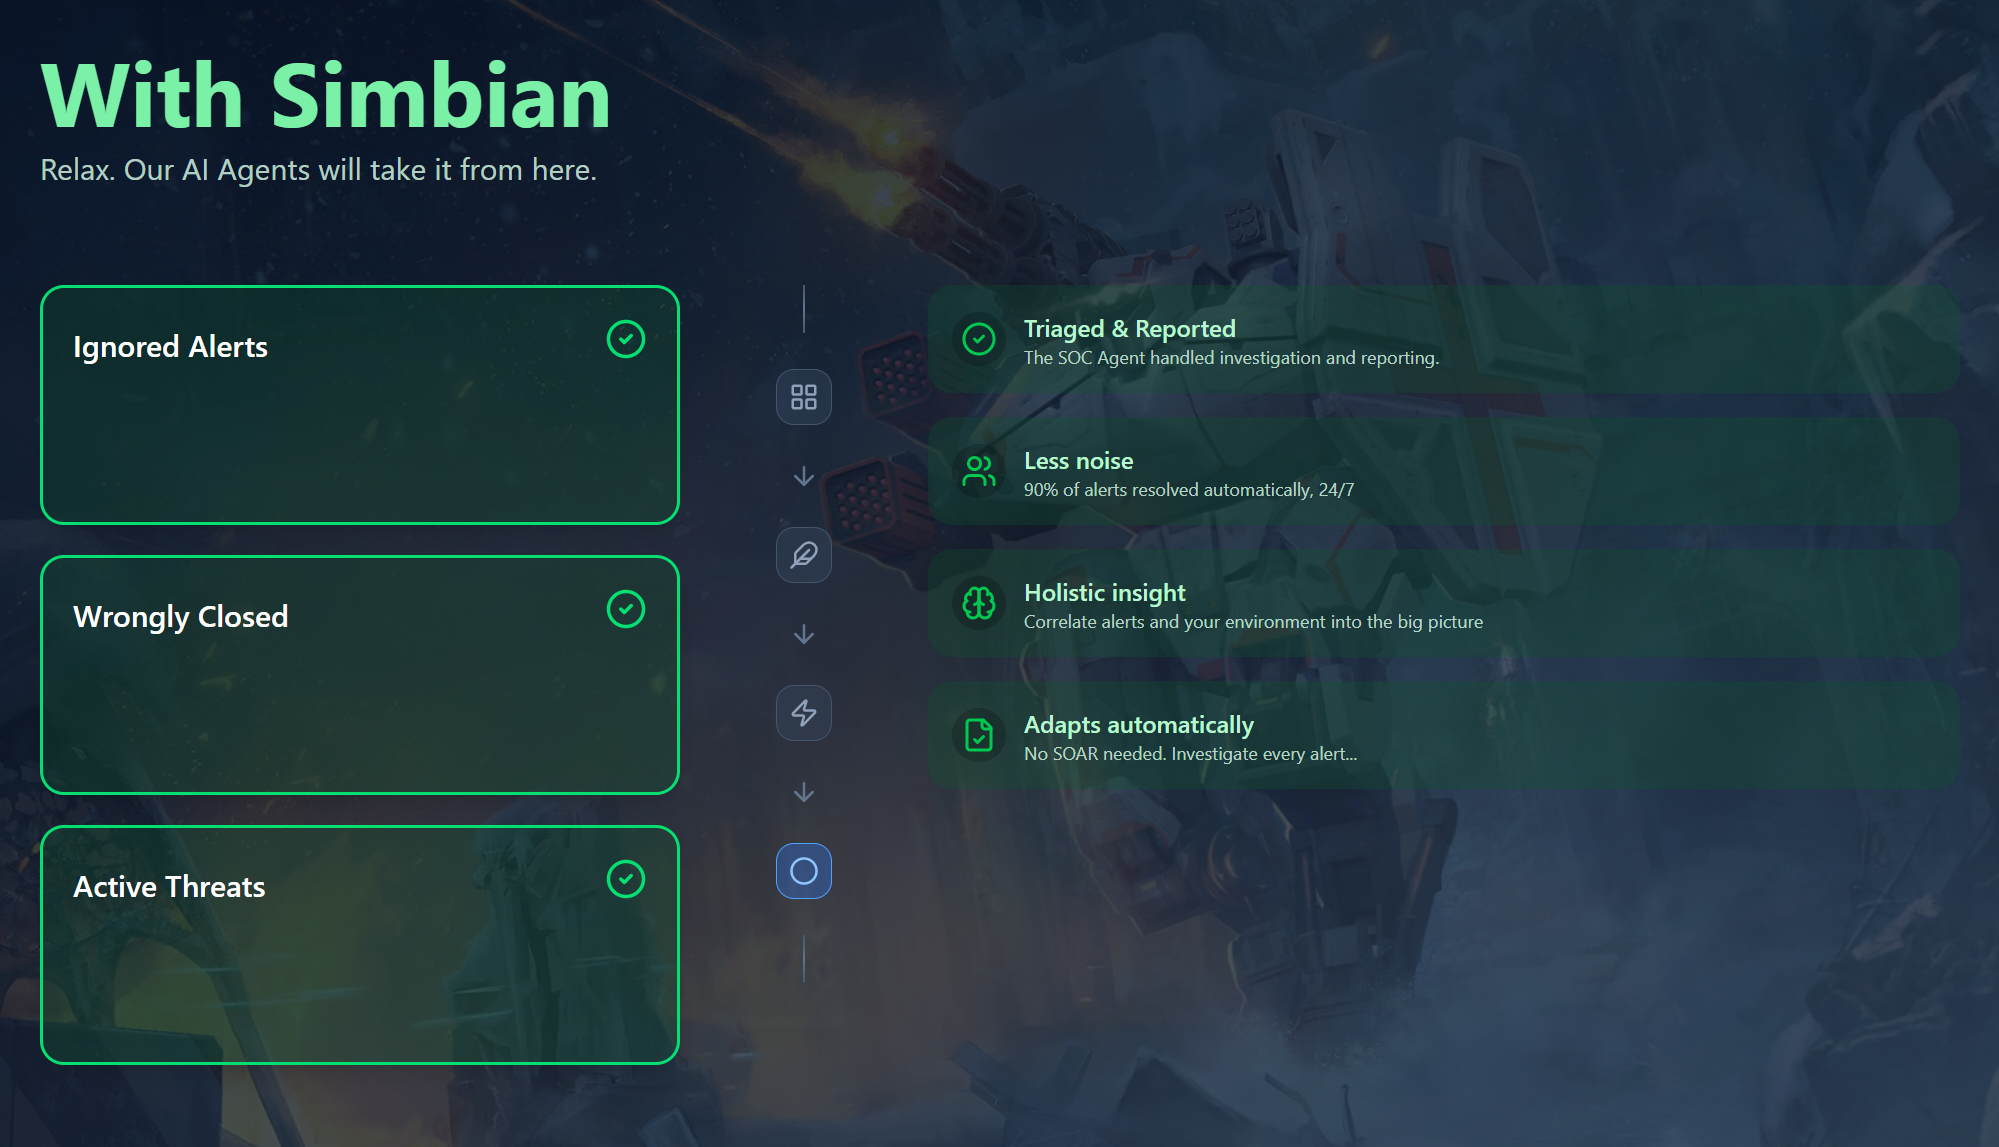 With Simbian
Relax. Our AI Agents will take it from here.
Ignored Alerts
Wrongly Closed
Active Threats
Triaged & Reported
The SOC Agent handled investigation and reporting.
Less noise
90% of alerts resolved automatically, 24/7
Holistic insight
Correlate alerts and your environment into the big picture
Adapts automatically
No SOAR needed. Investigate every alert...